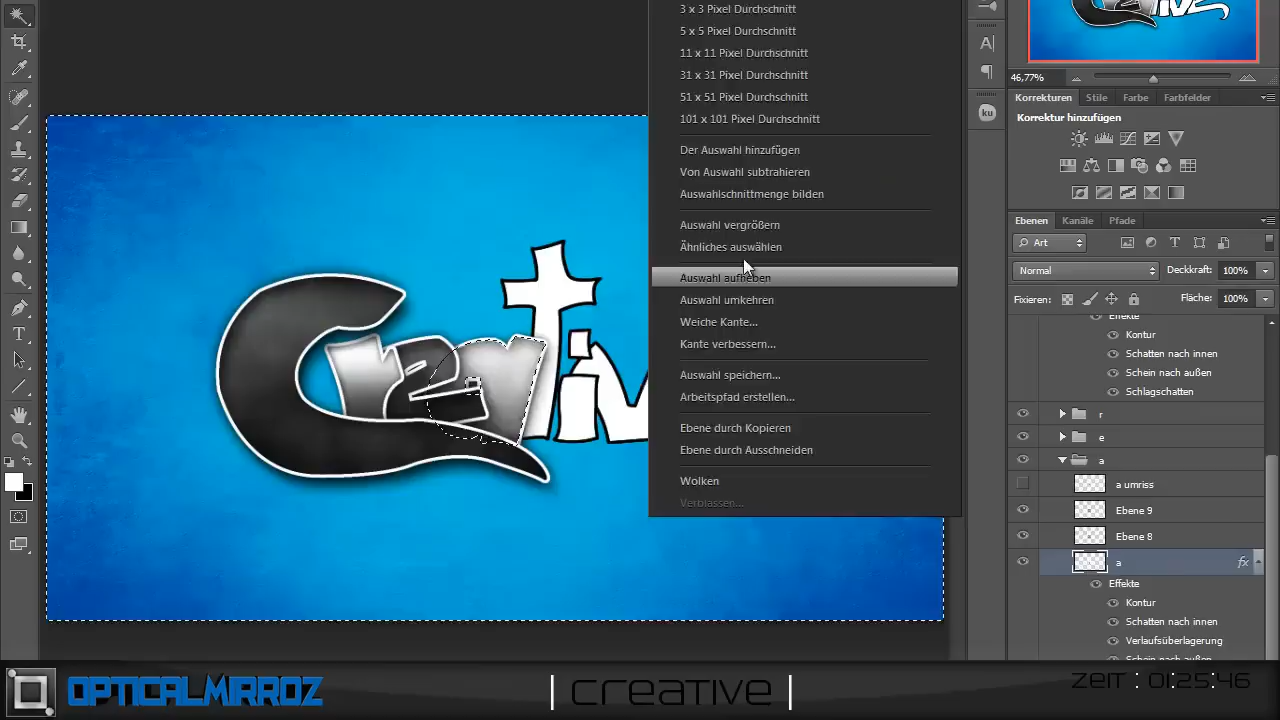 3 x 3 Pixel Durchschnitt
5 x 5 Pixel Durchschnitt
11 x 11 Pixel Durchschnitt
31 x 31 Pixel Durchschnitt
51 x 51 Pixel Durchschnitt
101 x 101 Pixel Durchschnitt
Der Auswahl hinzufügen
Von Auswahl subtrahieren
Auswahlschnittmenge bilden
Auswahl vergrößern
Ähnliches auswählen
Auswahl aufheben
Auswahl umkehren
Weiche Kante...
Kante verbessern...
Auswahl speichern...
Arbeitspfad erstellen...
Ebene durch Kopieren
Ebene durch Ausschneiden
Wolken
Verblassen...
46,77%
Korrekturen Stile Farbe Farbfelder
Korrektur hinzufügen
Ebenen Kanäle Pfade
Art
Normal Deckkraft: 100%
Fixieren: Fläche: 100%
Effekte
Kontur
Schatten nach innen
Schein nach außen
Schlagschatten
r
e
a
a umriss
Ebene 9
Ebene 8
a fx
Effekte
Kontur
Schatten nach innen
Verlaufsüberlagerung
Schein nach außen
OPTICALMIRROZ
| creative |
Zeit : 01:25:46